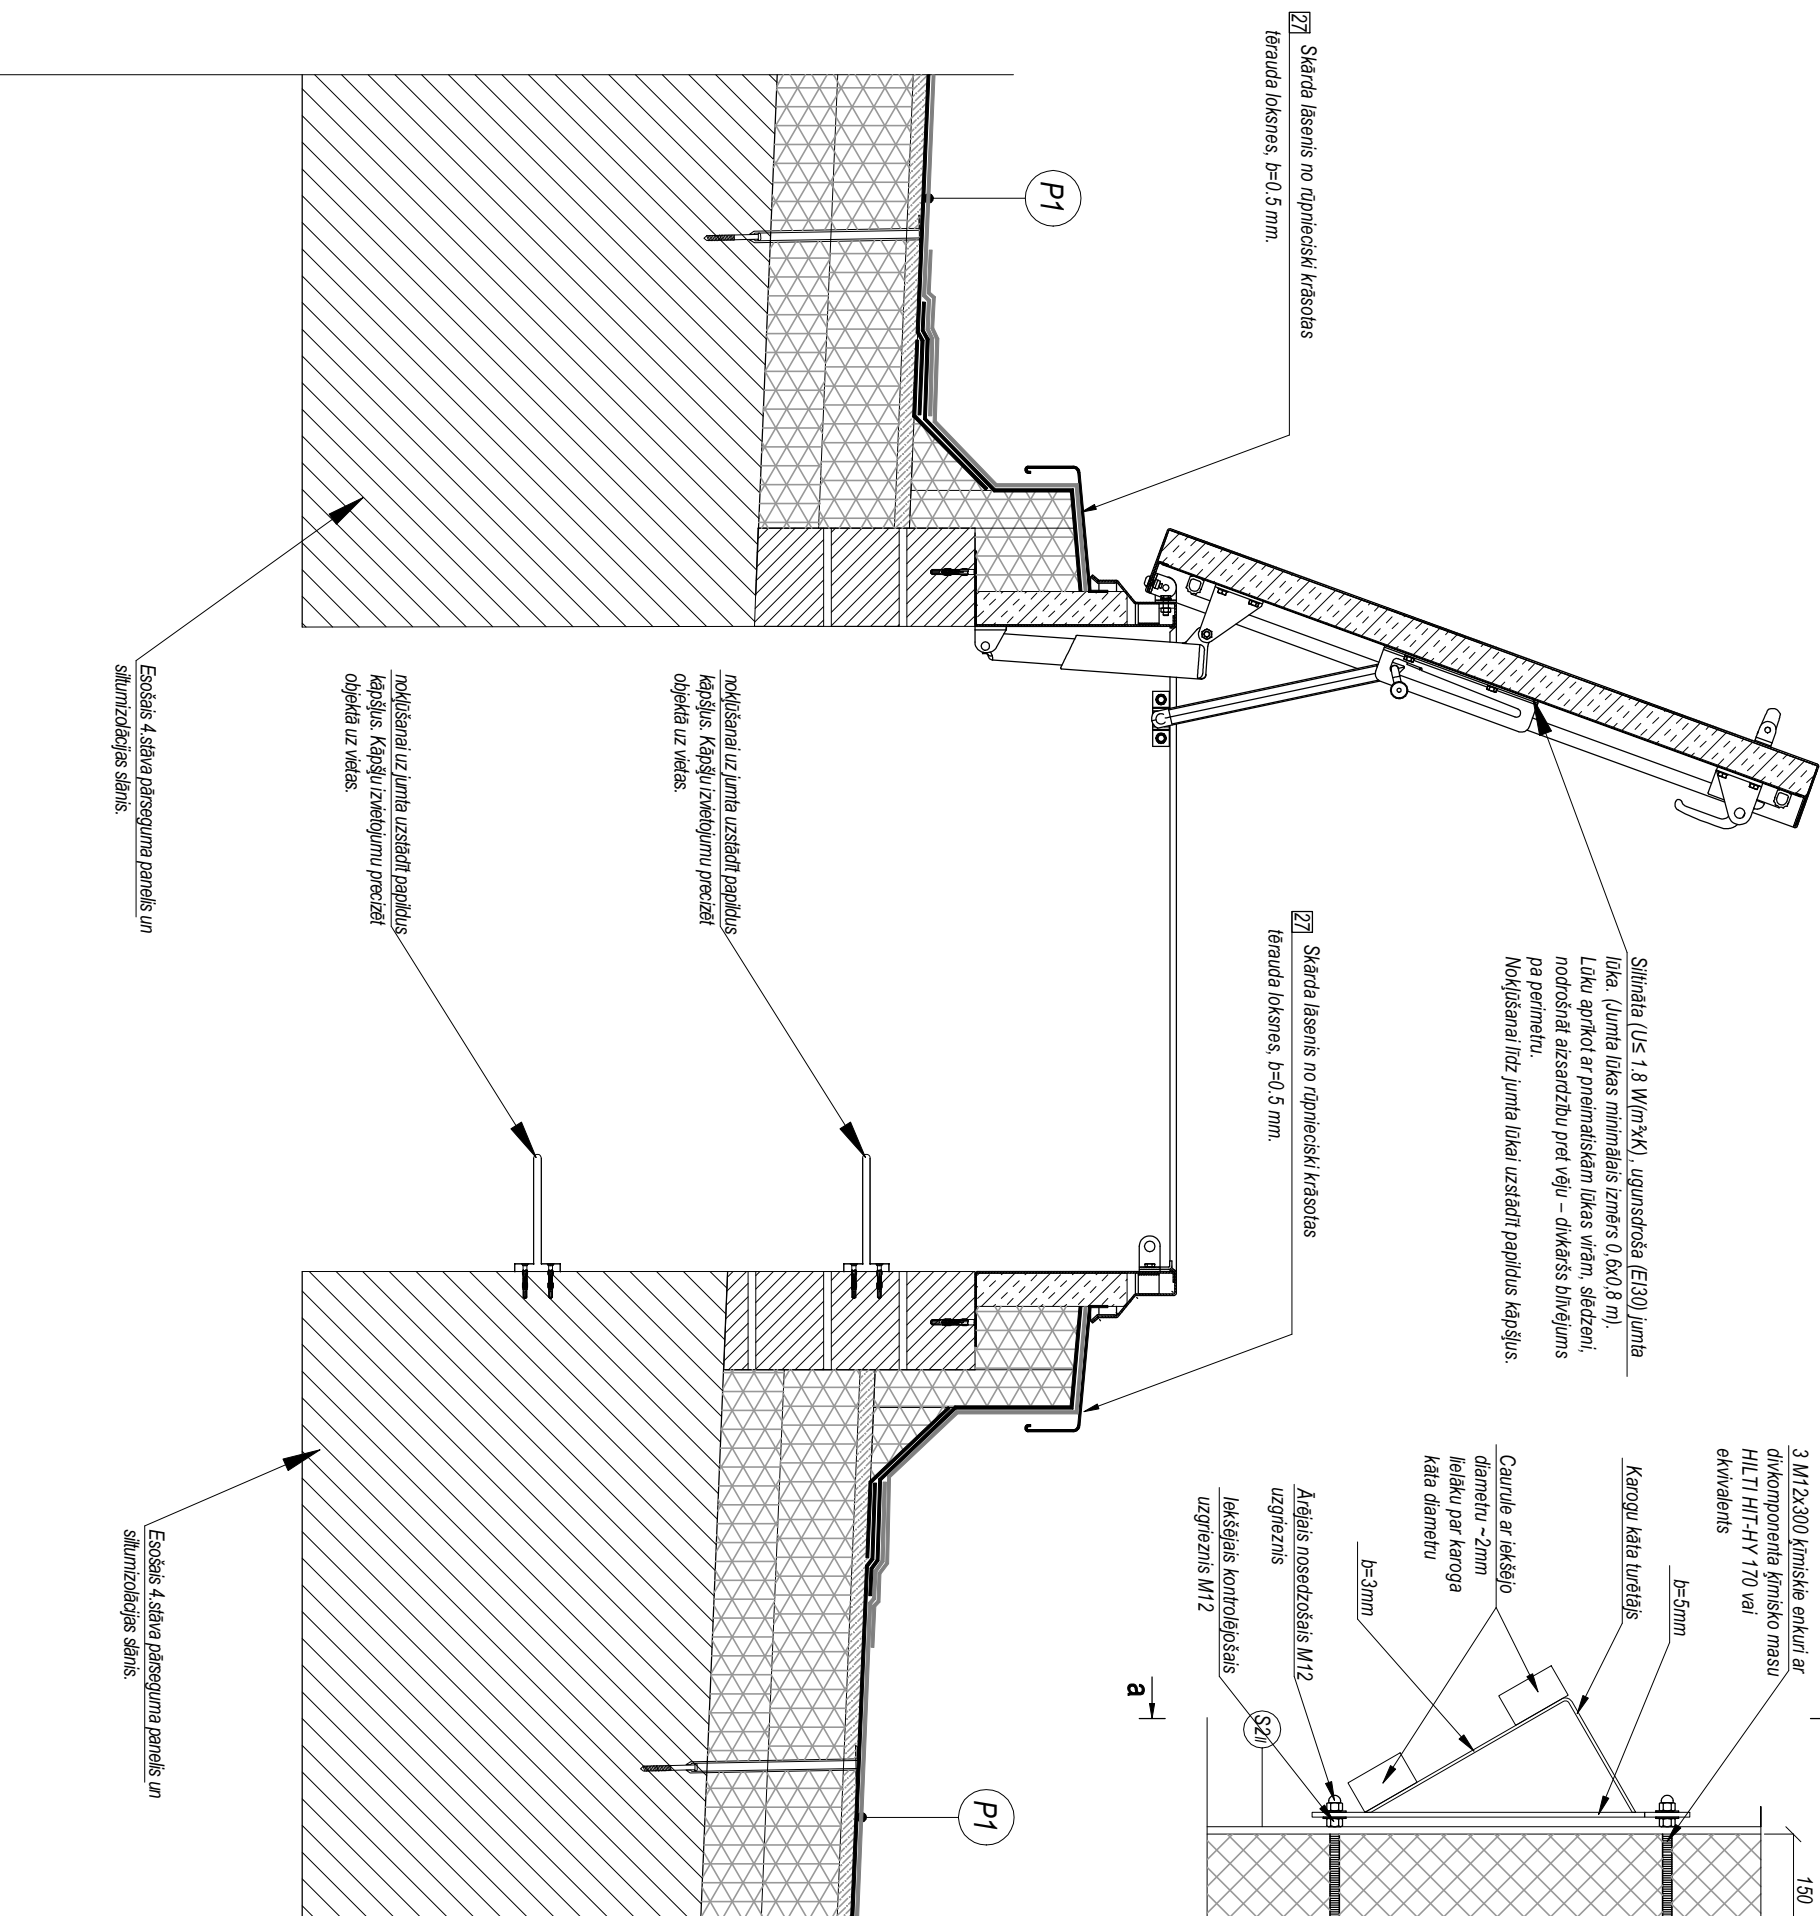 27 Skārda lāsenis no rūpnieciski krāsotas
tērauda loksnes, b=0.5 mm.
P1
Siltināta (U≤ 1.8 W(m²xK) , ugunsdroša (EI30) jumta
lūka. (Jumta lūkas minimālais izmērs 0,6x0,8 m).
Lūku aprīkot ar pneimatiskām lūkas virām, slēdzeni,
nodrošnāt aizsardzību pret vēju – divkāršs blīvējums
pa perimetru.
Nokļūšanai līdz jumta lūkai uzstādīt papildus kāpšļus.
27 Skārda lāsenis no rūpnieciski krāsotas
tērauda loksnes, b=0.5 mm.
nokļūšanai uz jumta uzstādīt papildus
kāpšļus. Kāpšļu izvietojumu precizēt
objektā uz vietas.
nokļūšanai uz jumta uzstādīt papildus
kāpšļus. Kāpšļu izvietojumu precizēt
objektā uz vietas.
Esošais 4.stāva pārseguma panelis un
siltumizolācijas slānis.
3 M12x300 ķīmiskie enkuri ar
divkomponenta ķīmisko masu
HILTI HIT-HY 170 vai
ekvivalents
b=5mm
Karogu kāta turētājs
Caurule ar iekšējo
diametru ~2mm
lielāku par karoga
kāta diametru
b=3mm
Ārējais nosedzošais M12
uzgrieznis
Iekšējais kontrolējošais
uzgrieznis M12
a
S2II
150
P1
Esošais 4.stāva pārseguma panelis un
siltumizolācijas slānis.